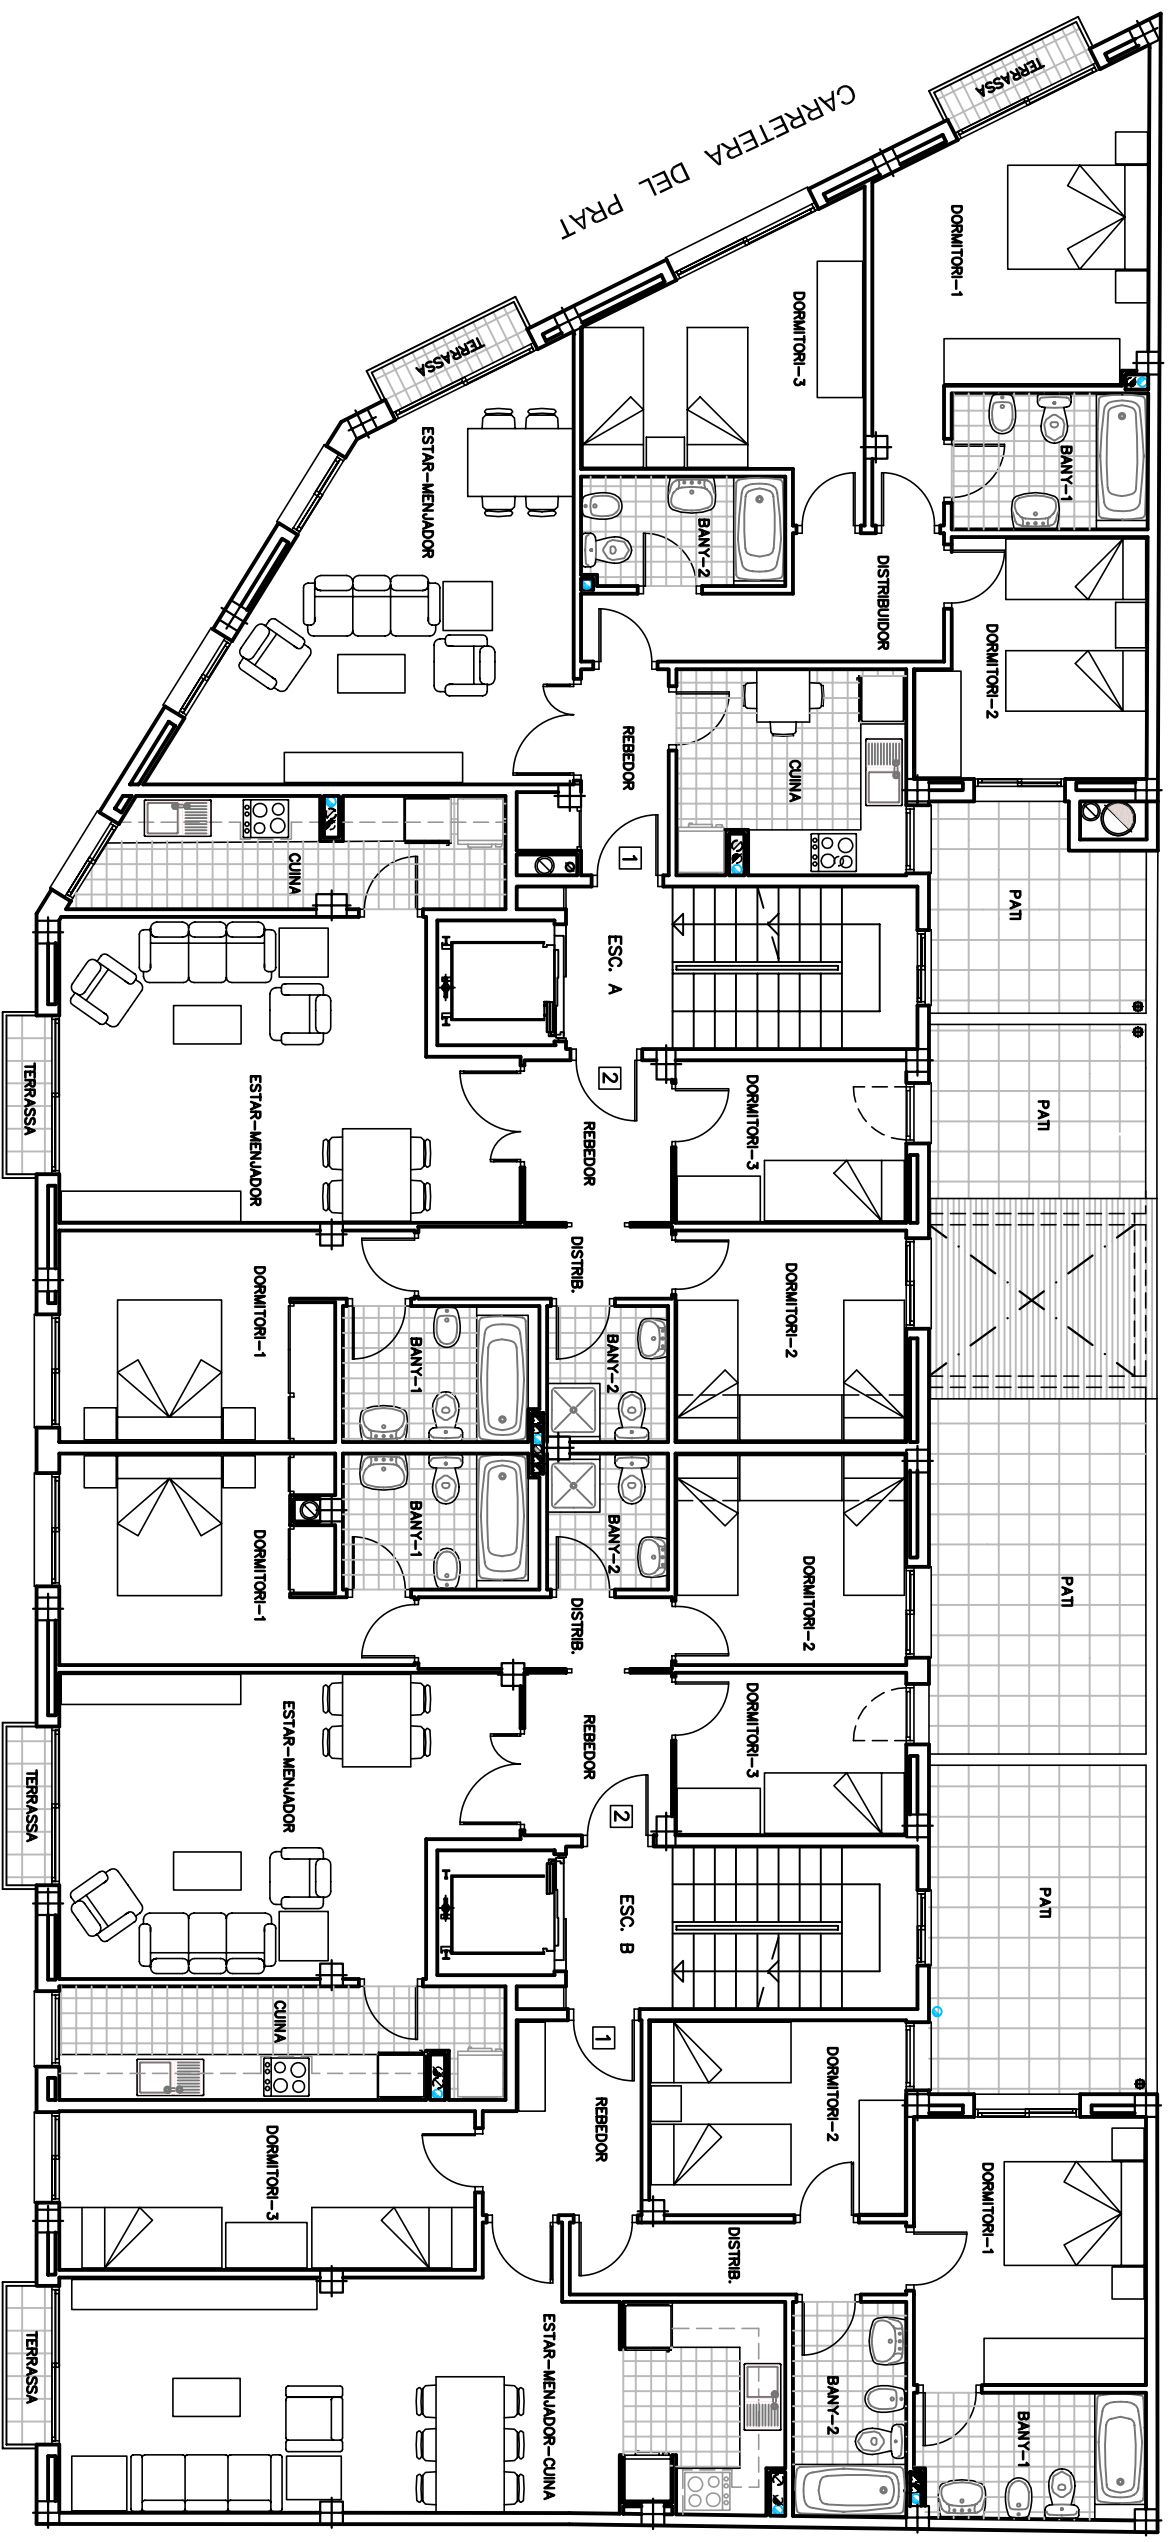 TERRASSA
CARRETERA DEL PRAT
DORMITORI-1
DORMITORI-3
BANY-1
TERRASSA
ESTAR-MENJADOR
BANY-2
DISTRIBUIDOR
DORMITORI-2
REBEDOR
CUINA
1
CUINA
PATI
ESC. A
2
TERRASSA
ESTAR-MENJADOR
REBEDOR
DORMITORI-3
PATI
DISTRIB.
DORMITORI-1
BANY-1
BANY-2
DORMITORI-2
DORMITORI-1
BANY-1
BANY-2
DORMITORI-2
PATI
DISTRIB.
ESTAR-MENJADOR
REBEDOR
DORMITORI-3
TERRASSA
2
ESC. B
PATI
CUINA
1
REBEDOR
DORMITORI-2
DORMITORI-3
DORMITORI-1
DISTRIB.
TERRASSA
ESTAR-MENJADOR-CUINA
BANY-2
BANY-1